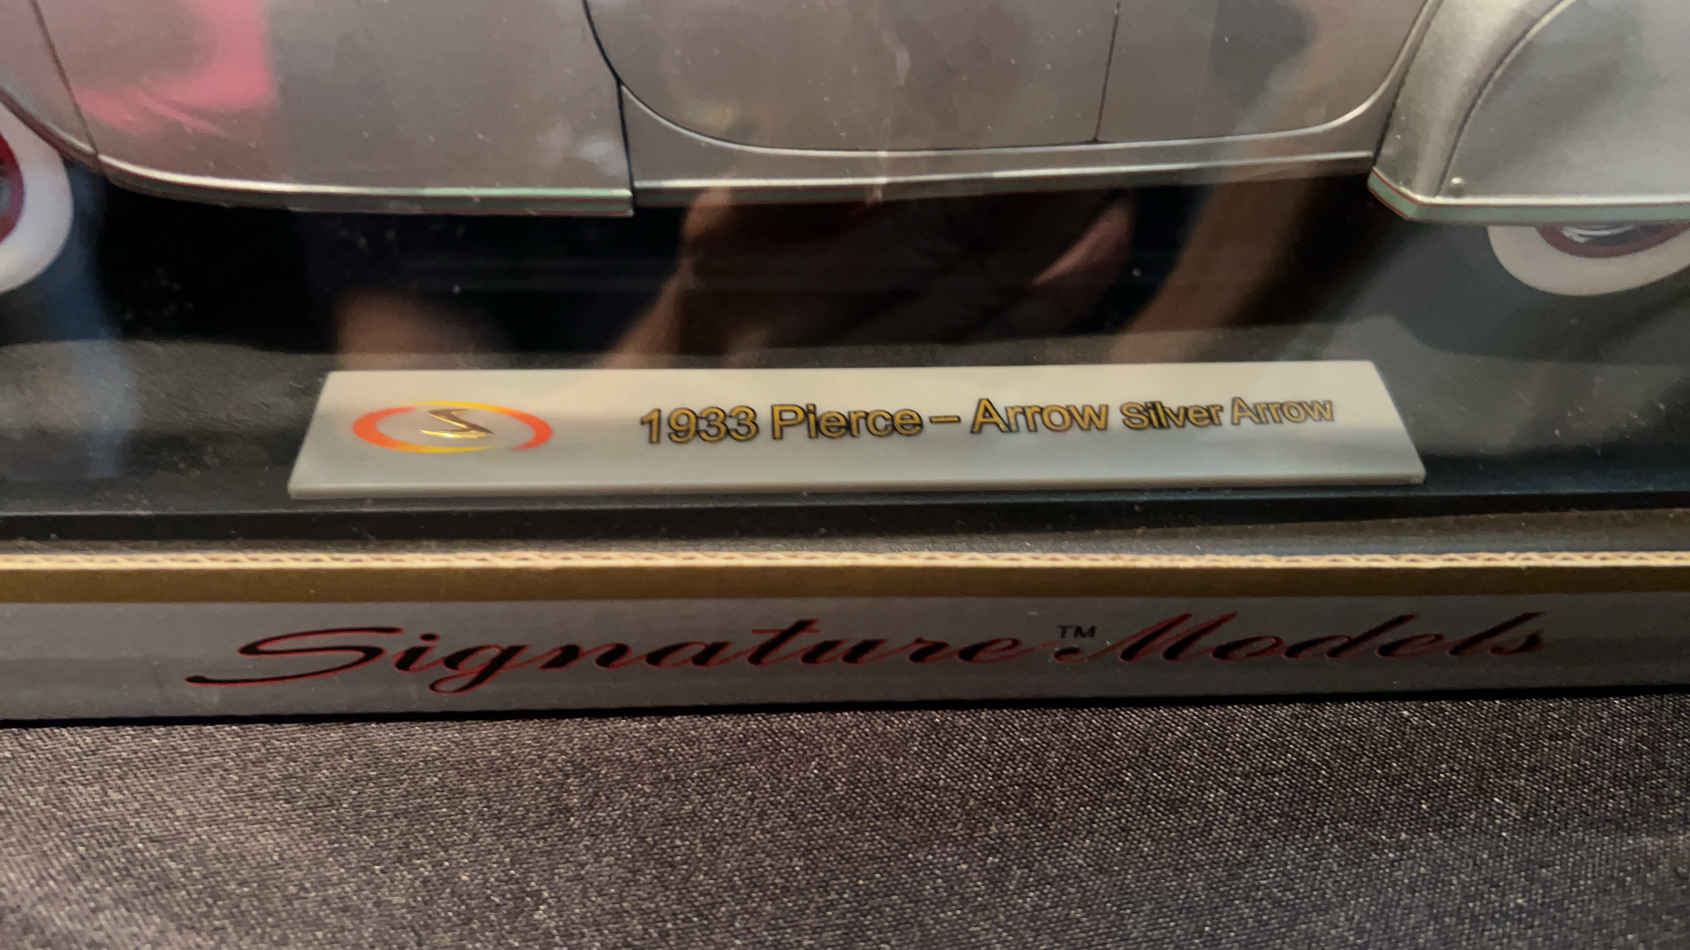 1933 Pierce – Arrow Silver Arrow
Signature™ Models